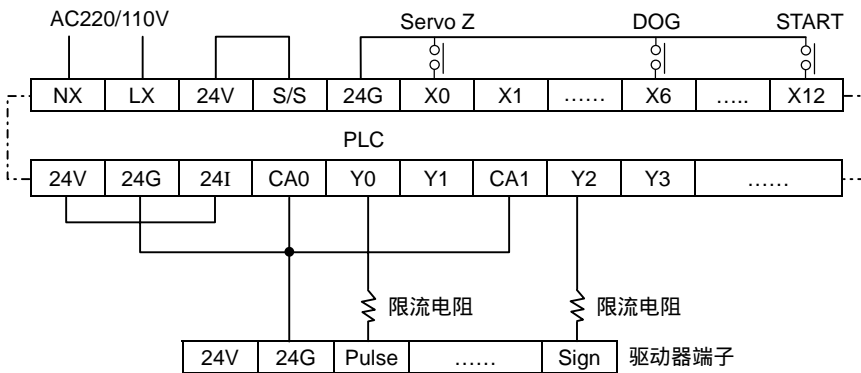 AC220/110V Servo Z DOG START
NX LX 24V S/S 24G X0 X1 …… X6 ….. X12
PLC
24V 24G 24I CA0 Y0 Y1 CA1 Y2 Y3 ……
限流电阻 限流电阻
24V 24G Pulse …… Sign 驱动器端子